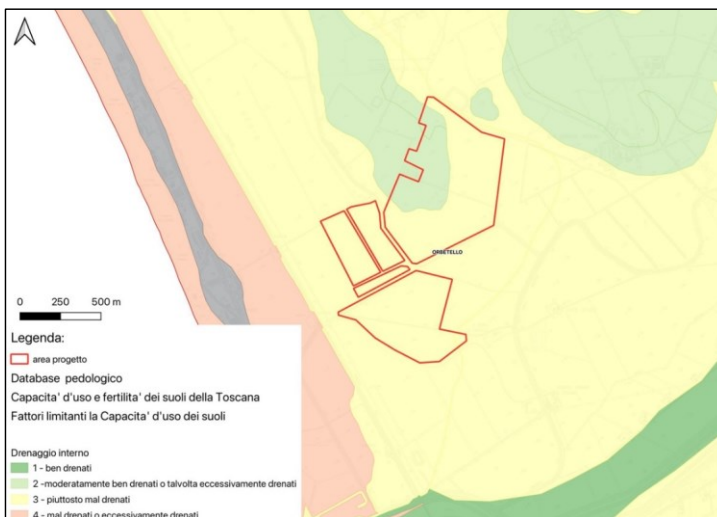 ORBETELLO
0 250 500 m
Legenda:
area progetto
Database pedologico
Capacita' d'uso e fertilita' dei suoli della Toscana
Fattori limitanti la Capacita' d'uso dei suoli
Drenaggio interno
1 - ben drenati
2 -moderatamente ben drenati o talvolta eccessivamente drenati
3 - piuttosto mal drenati
4 - mal drenati o eccessivamente drenati